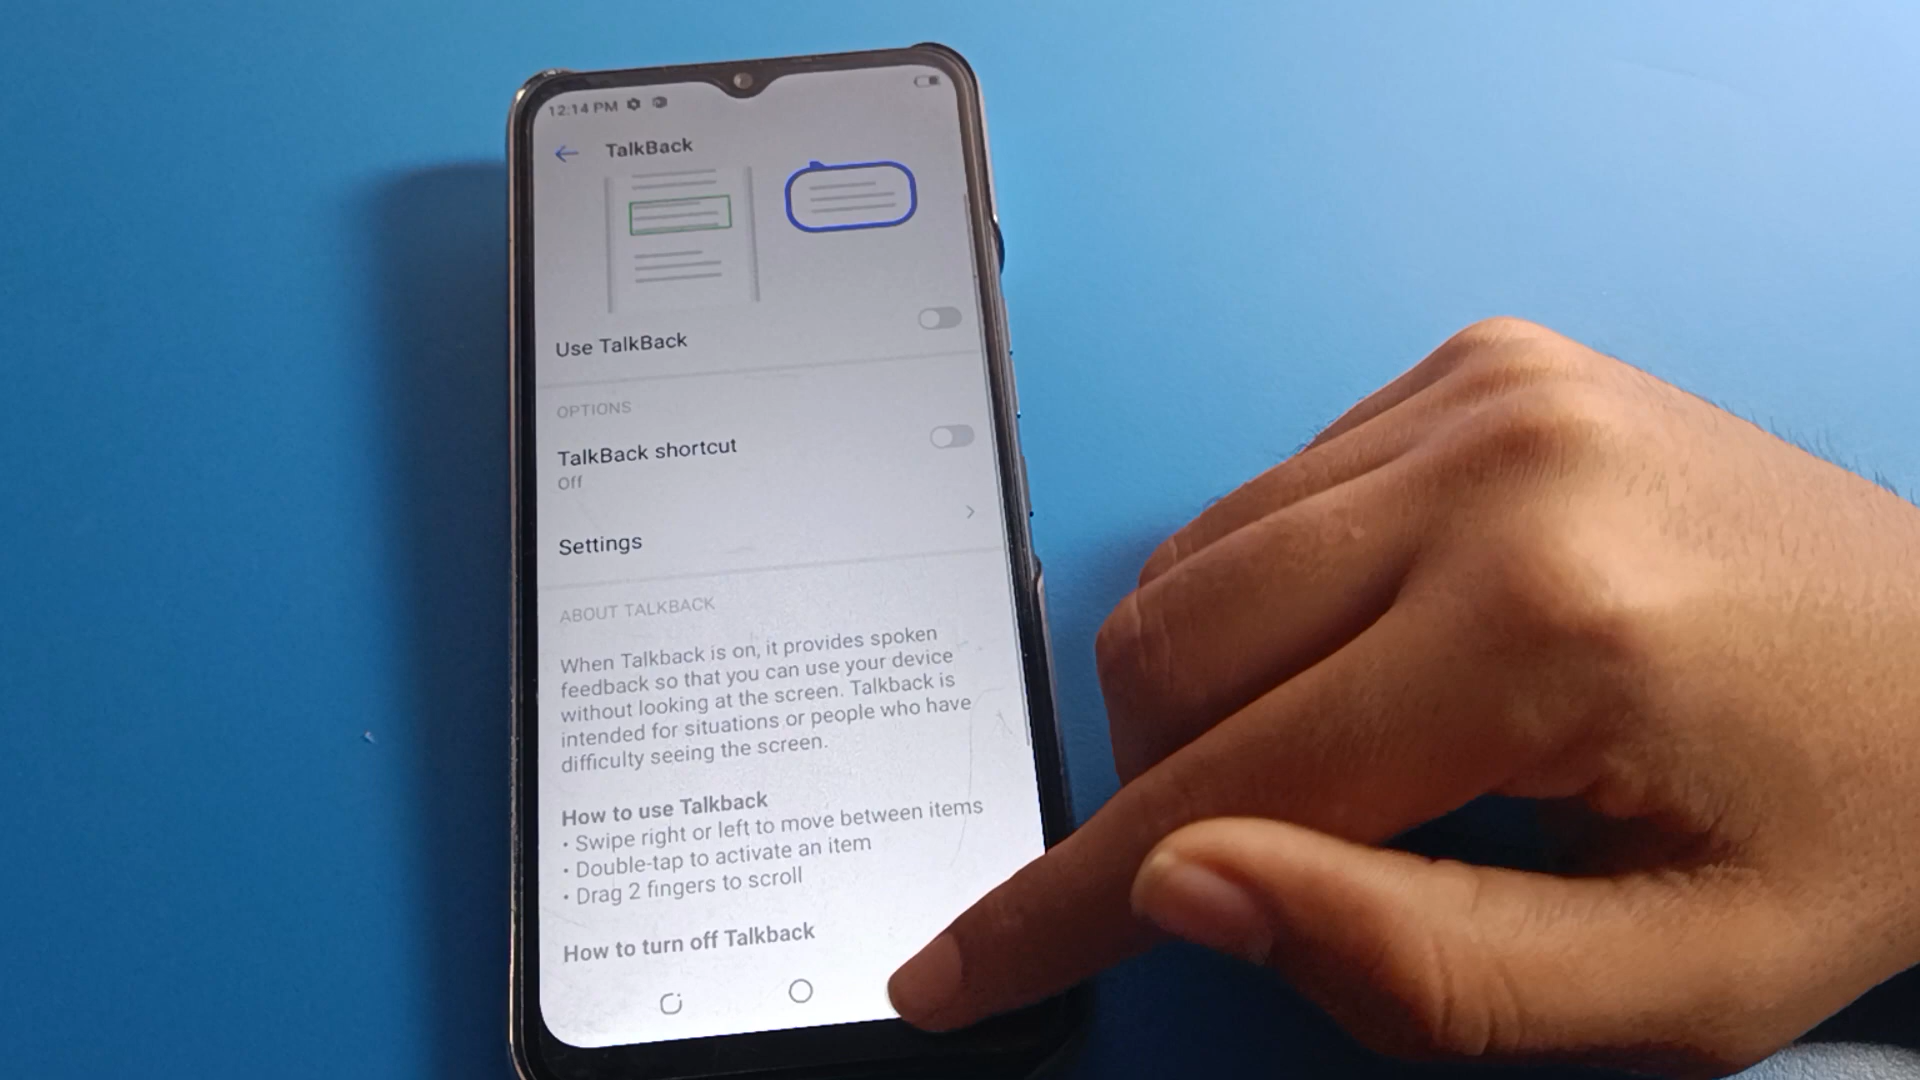 12:14 PM
TalkBack
Use TalkBack
OPTIONS
TalkBack shortcut
Off
Settings
ABOUT TALKBACK
When Talkback is on, it provides spoken
feedback so that you can use your device
without looking at the screen. Talkback is
intended for situations or people who have
difficulty seeing the screen.
How to use Talkback
• Swipe right or left to move between items
• Double-tap to activate an item
• Drag 2 fingers to scroll
How to turn off Talkback